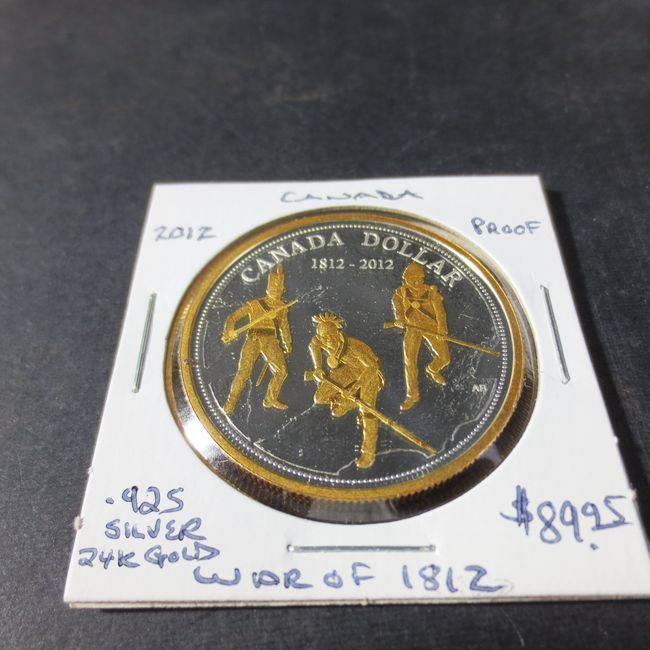 CANADA
2012
PROOF
CANADA DOLLAR
1812 - 2012
AB
.925
SILVER
24K GOLD
$89.95
WAR OF 1812